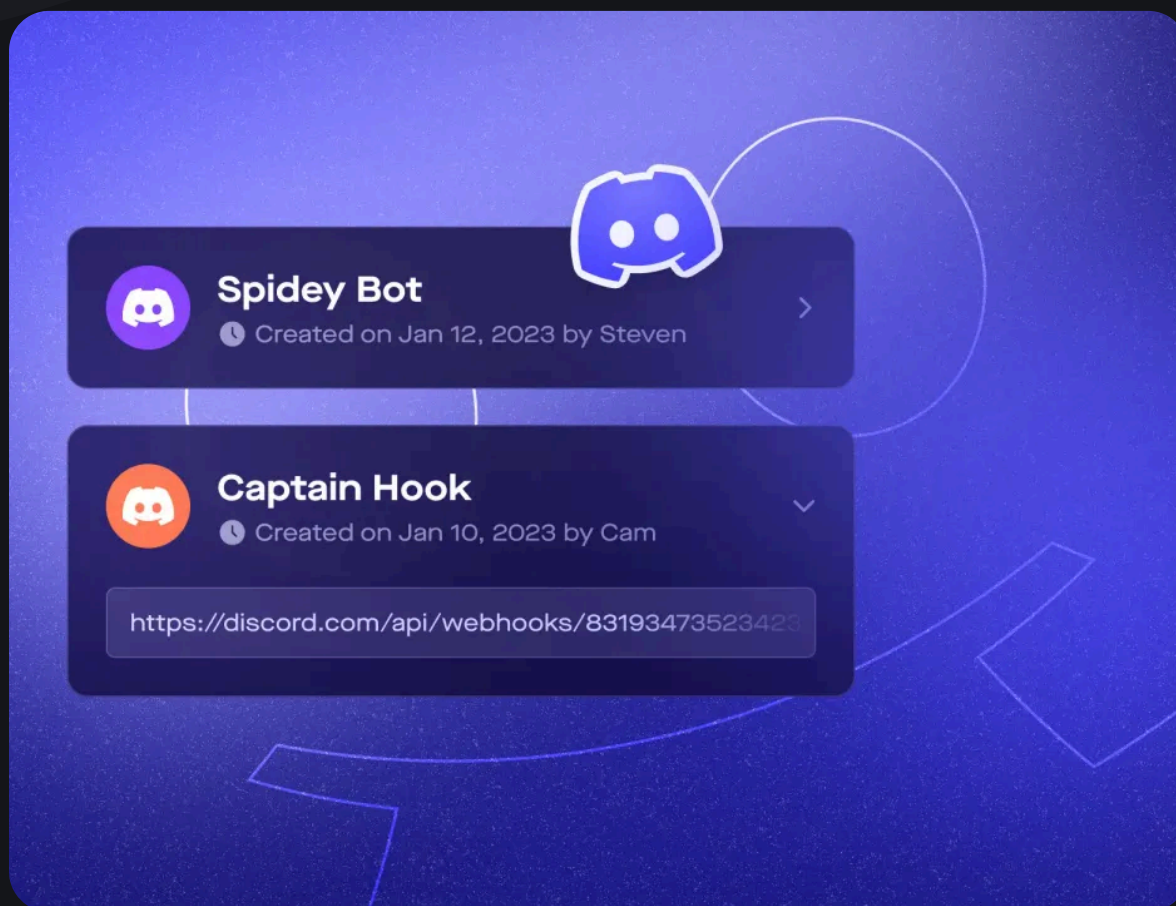 Spidey Bot
Created on Jan 12, 2023 by Steven
Captain Hook
Created on Jan 10, 2023 by Cam
https://discord.com/api/webhooks/83193473523423